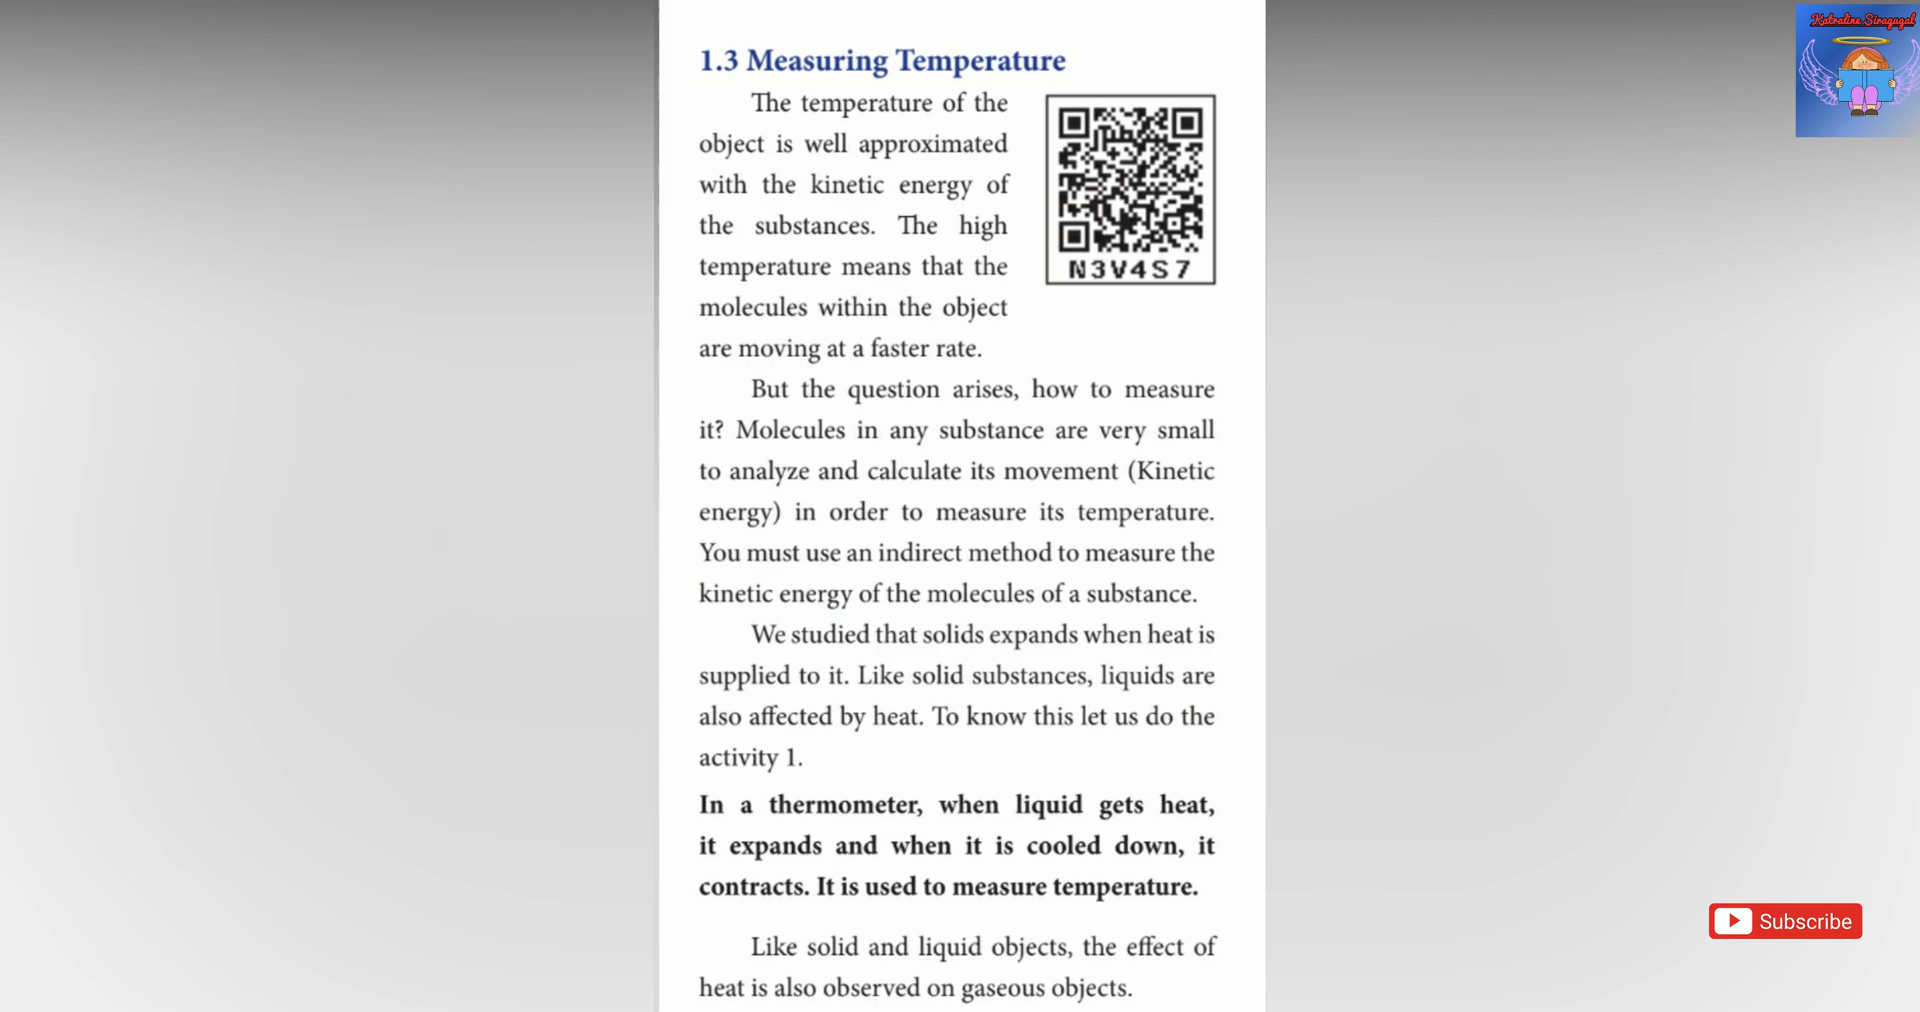 Katraline Siragugal
1.3 Measuring Temperature
The temperature of the
object is well approximated
with the kinetic energy of
the substances. The high
temperature means that the
molecules within the object
are moving at a faster rate.
N3V4S7
But the question arises, how to measure
it? Molecules in any substance are very small
to analyze and calculate its movement (Kinetic
energy) in order to measure its temperature.
You must use an indirect method to measure the
kinetic energy of the molecules of a substance.
We studied that solids expands when heat is
supplied to it. Like solid substances, liquids are
also affected by heat. To know this let us do the
activity 1.
In a thermometer, when liquid gets heat,
it expands and when it is cooled down, it
contracts. It is used to measure temperature.
Like solid and liquid objects, the effect of
heat is also observed on gaseous objects.
Subscribe